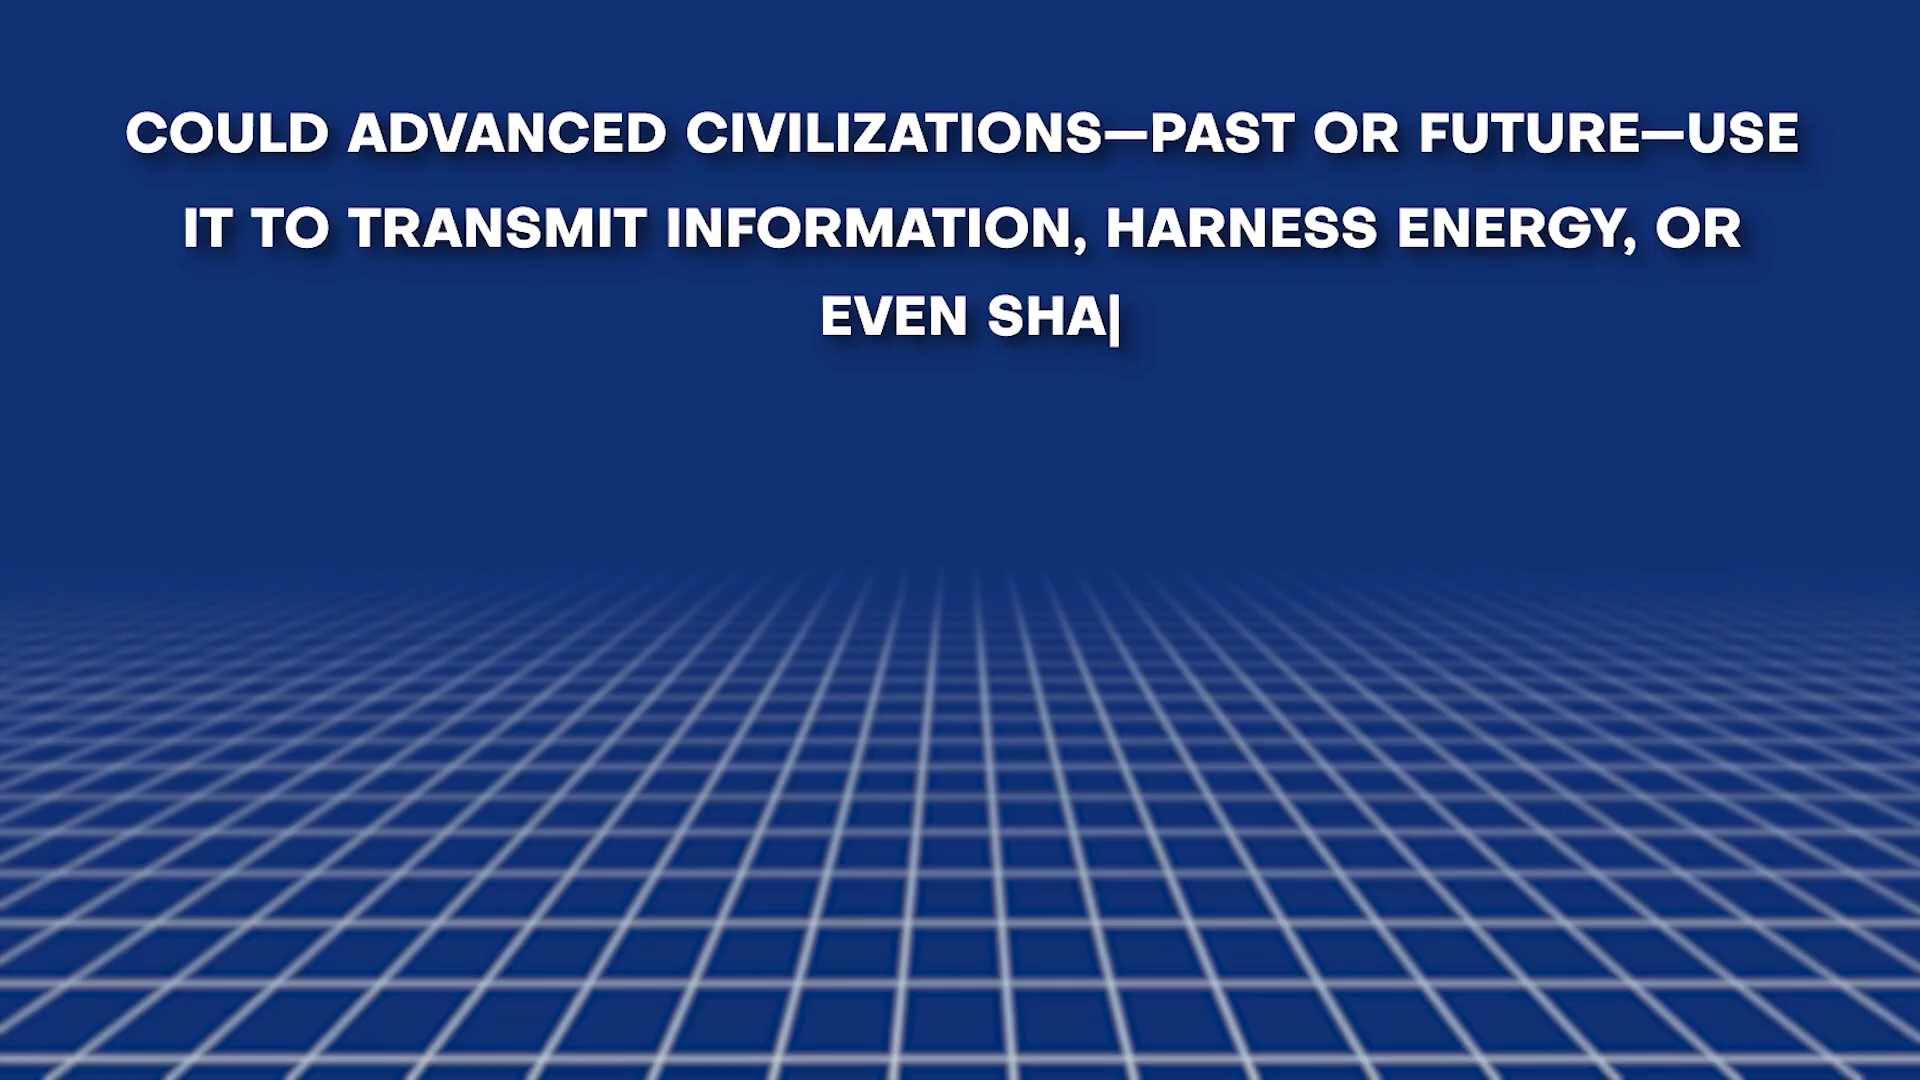 COULD ADVANCED CIVILIZATIONS—PAST OR FUTURE—USE
IT TO TRANSMIT INFORMATION, HARNESS ENERGY, OR
EVEN SHA|